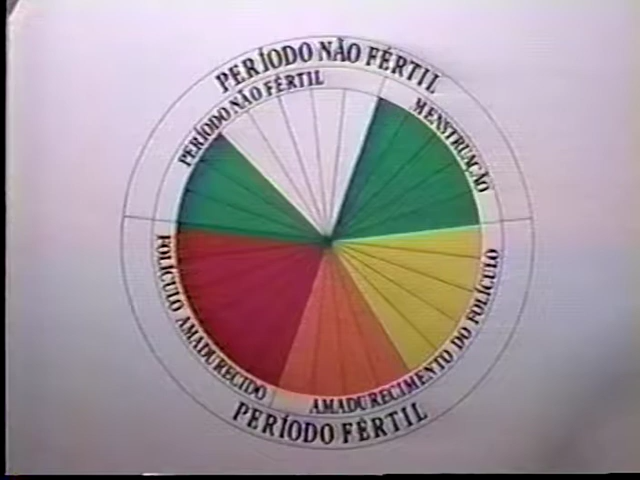 PERÍODO NÃO FÉRTIL
PERÍODO NÃO FÉRTIL
MENSTRUAÇÃO
FOLÍCULO AMADURECIDO
AMADURECIMENTO DO FOLÍCULO
PERÍODO FÉRTIL